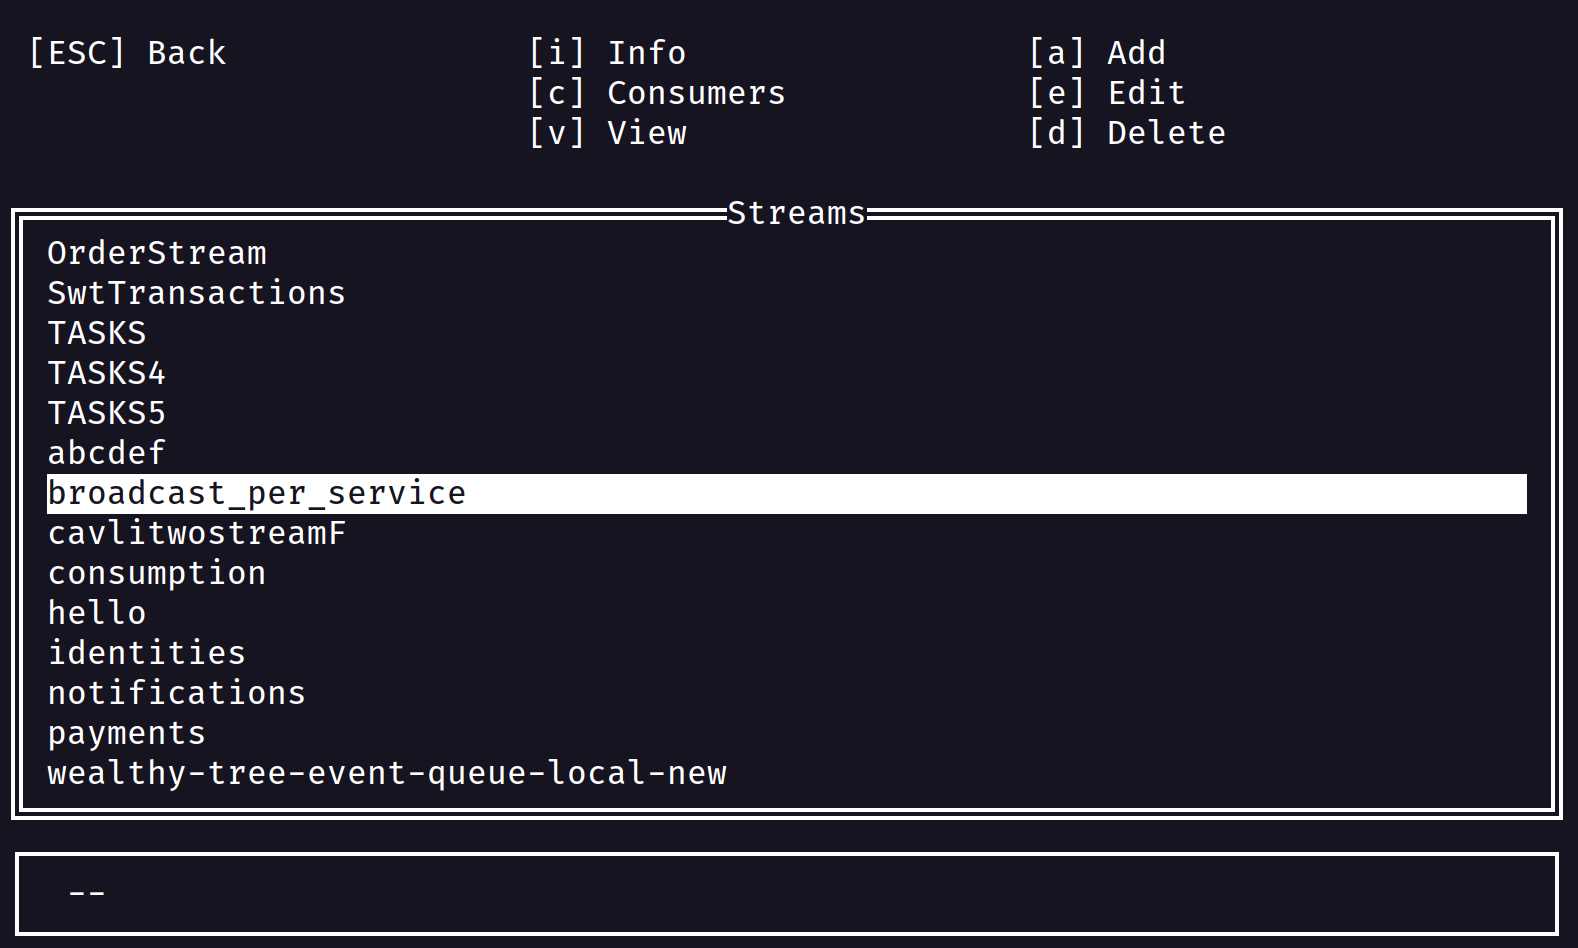 [ESC] Back [i] Info [a] Add
[c] Consumers [e] Edit
[v] View [d] Delete
Streams
OrderStream
SwtTransactions
TASKS
TASKS4
TASKS5
abcdef
broadcast_per_service
cavlitwostreamF
consumption
hello
identities
notifications
payments
wealthy-tree-event-queue-local-new
--